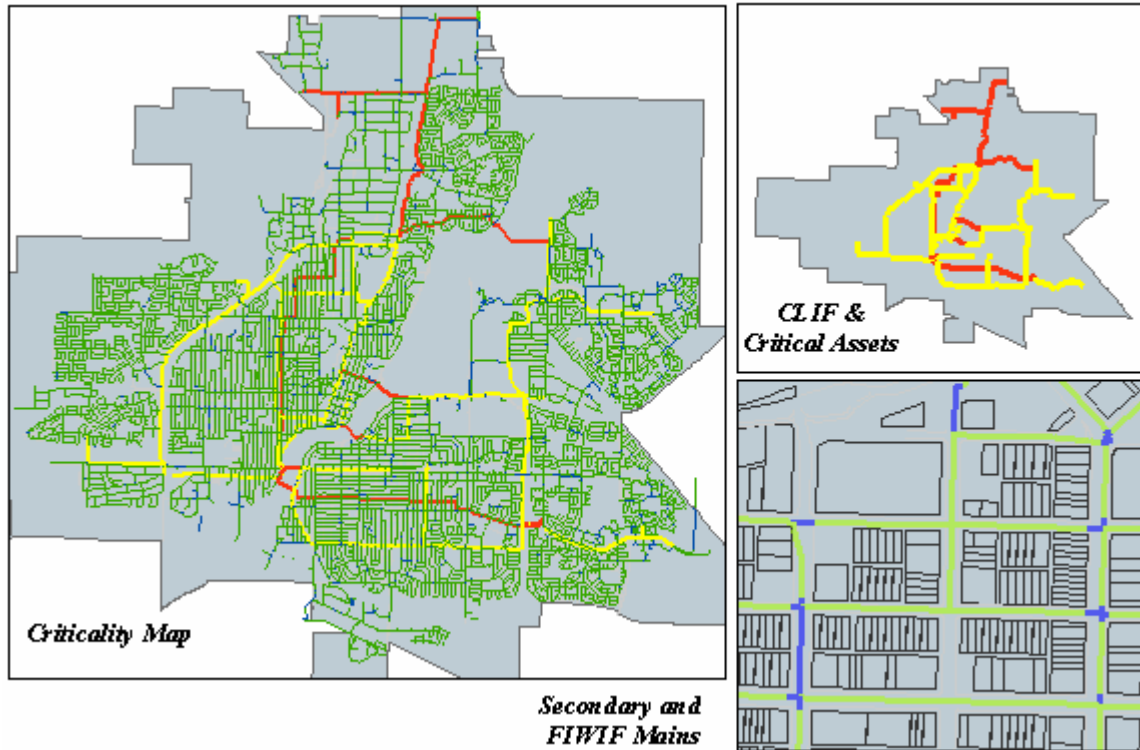 CLIF &
Critical Assets
Criticality Map
Secondary and
FIWIF Mains